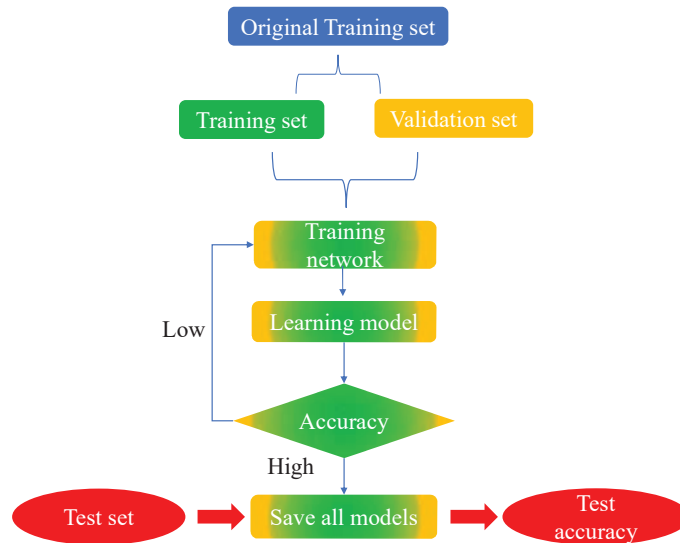 Original Training set
Training set
Validation set
Training
network
Learning model
Low
Accuracy
High
Test set
Save all models
Test
accuracy